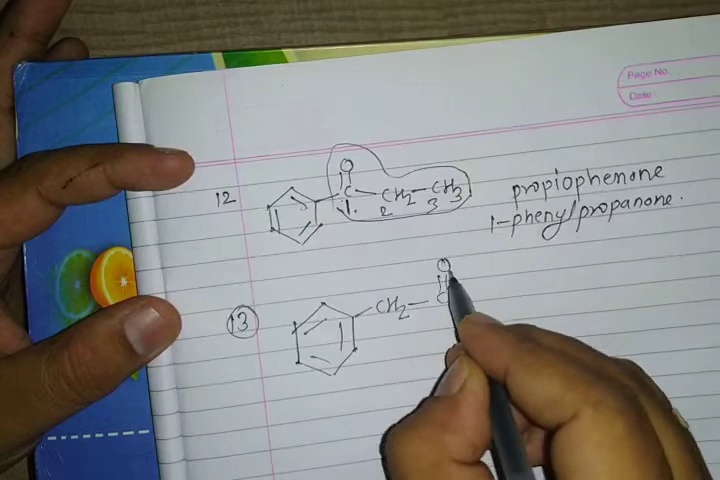 Page No.
Date :
12
O
C CH2 CH3
1. 2 3
propiophenone
1-phenylpropanone.
13
O
CH2 C